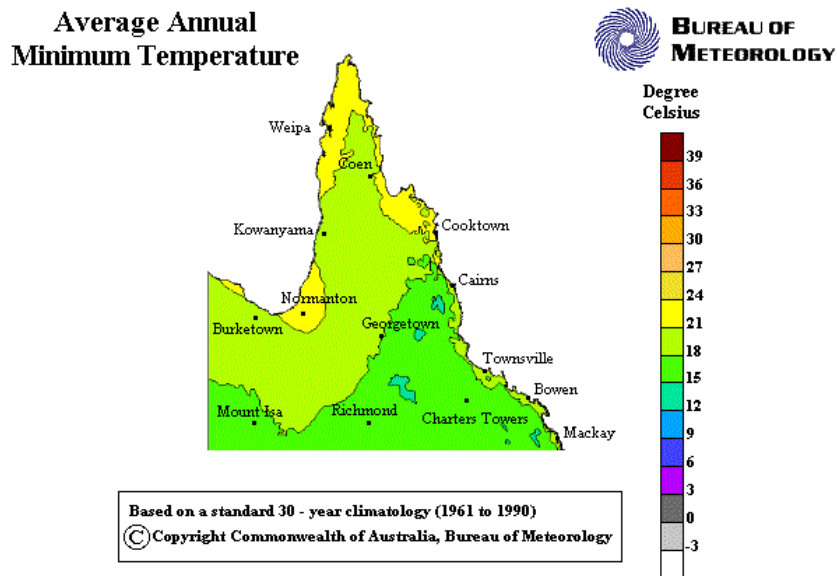 Average Annual
Minimum Temperature
BUREAU OF
METEOROLOGY
Degree
Celsius
39
36
33
30
27
24
21
18
15
12
9
6
3
0
-3
Weipa
Coen
Kowanyama
Cooktown
Cairns
Normanton
Burketown
Georgetown
Townsville
Bowen
Mount Isa
Richmond
Charters Towers
Mackay
Based on a standard 30 - year climatology (1961 to 1990)
© Copyright Commonwealth of Australia, Bureau of Meteorology